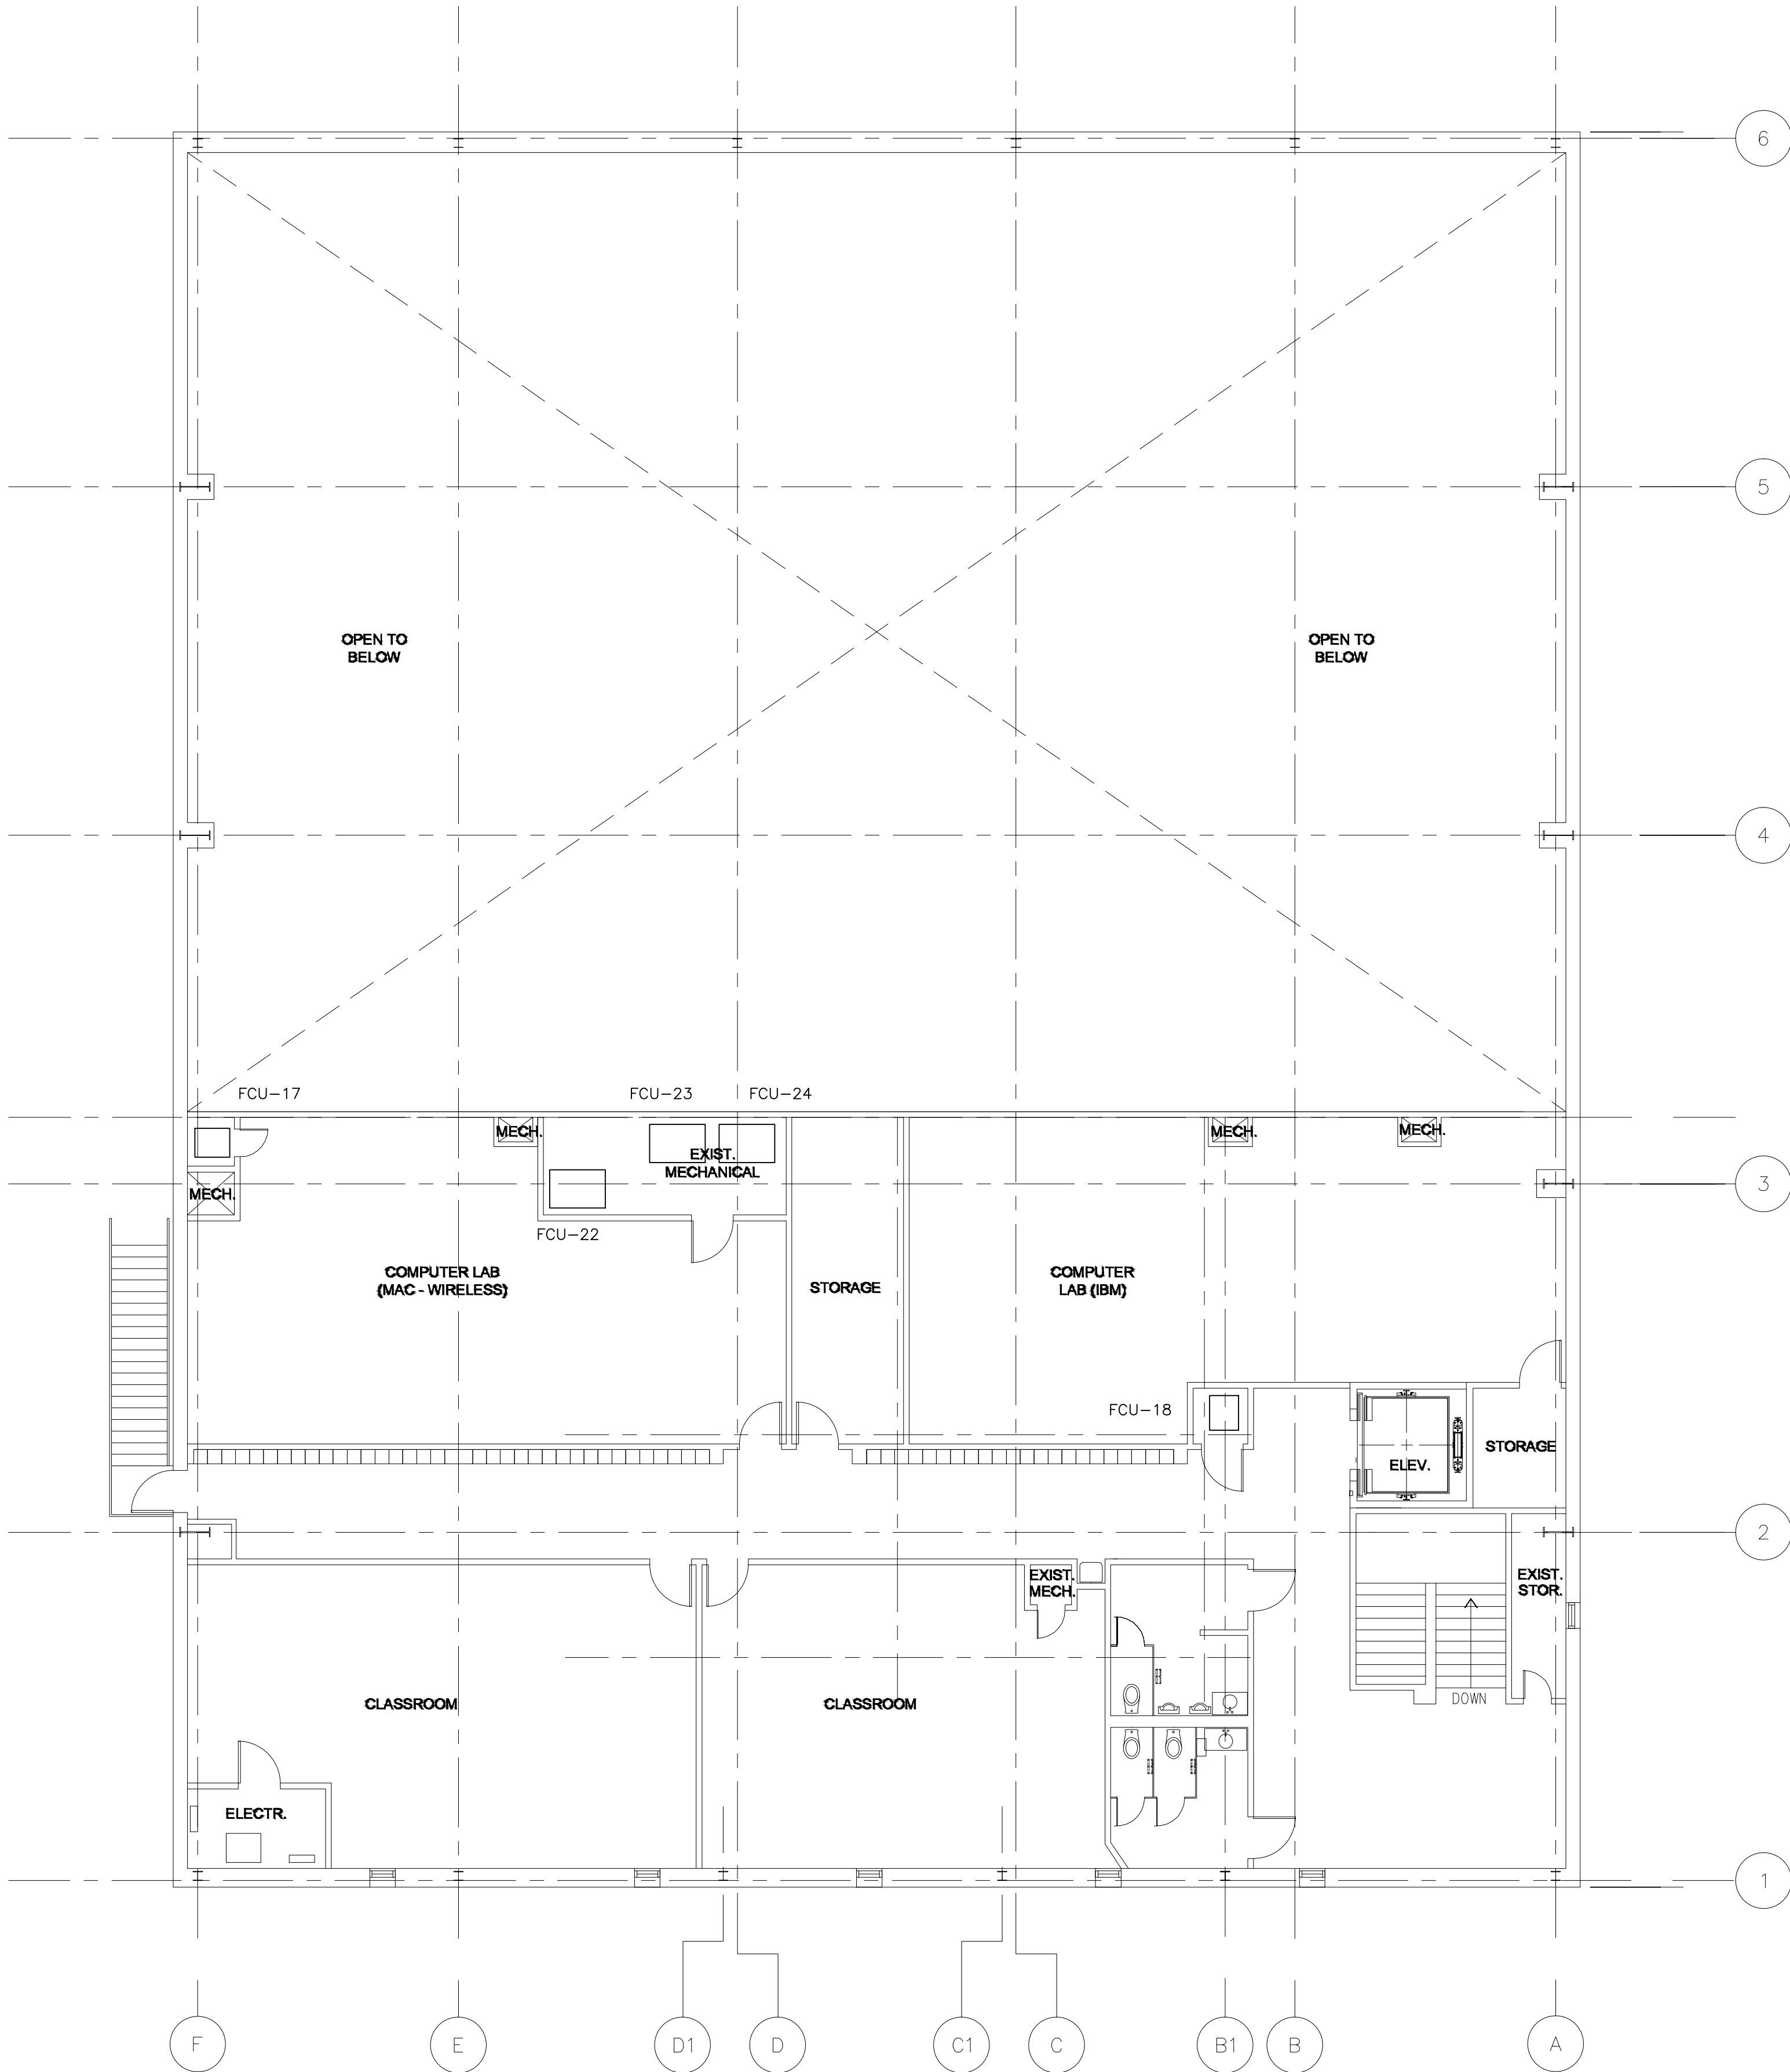 6
5
OPEN TO
BELOW
OPEN TO
BELOW
4
FCU-17
FCU-23
FCU-24
MECH.
EXIST.
MECHANICAL
MECH.
MECH.
MECH.
3
FCU-22
COMPUTER LAB
(MAC - WIRELESS)
STORAGE
COMPUTER
LAB (IBM)
FCU-18
STORAGE
ELEV.
2
EXIST.
MECH.
EXIST.
STOR.
CLASSROOM
CLASSROOM
DOWN
ELECTR.
1
F
E
D1
D
C1
C
B1
B
A